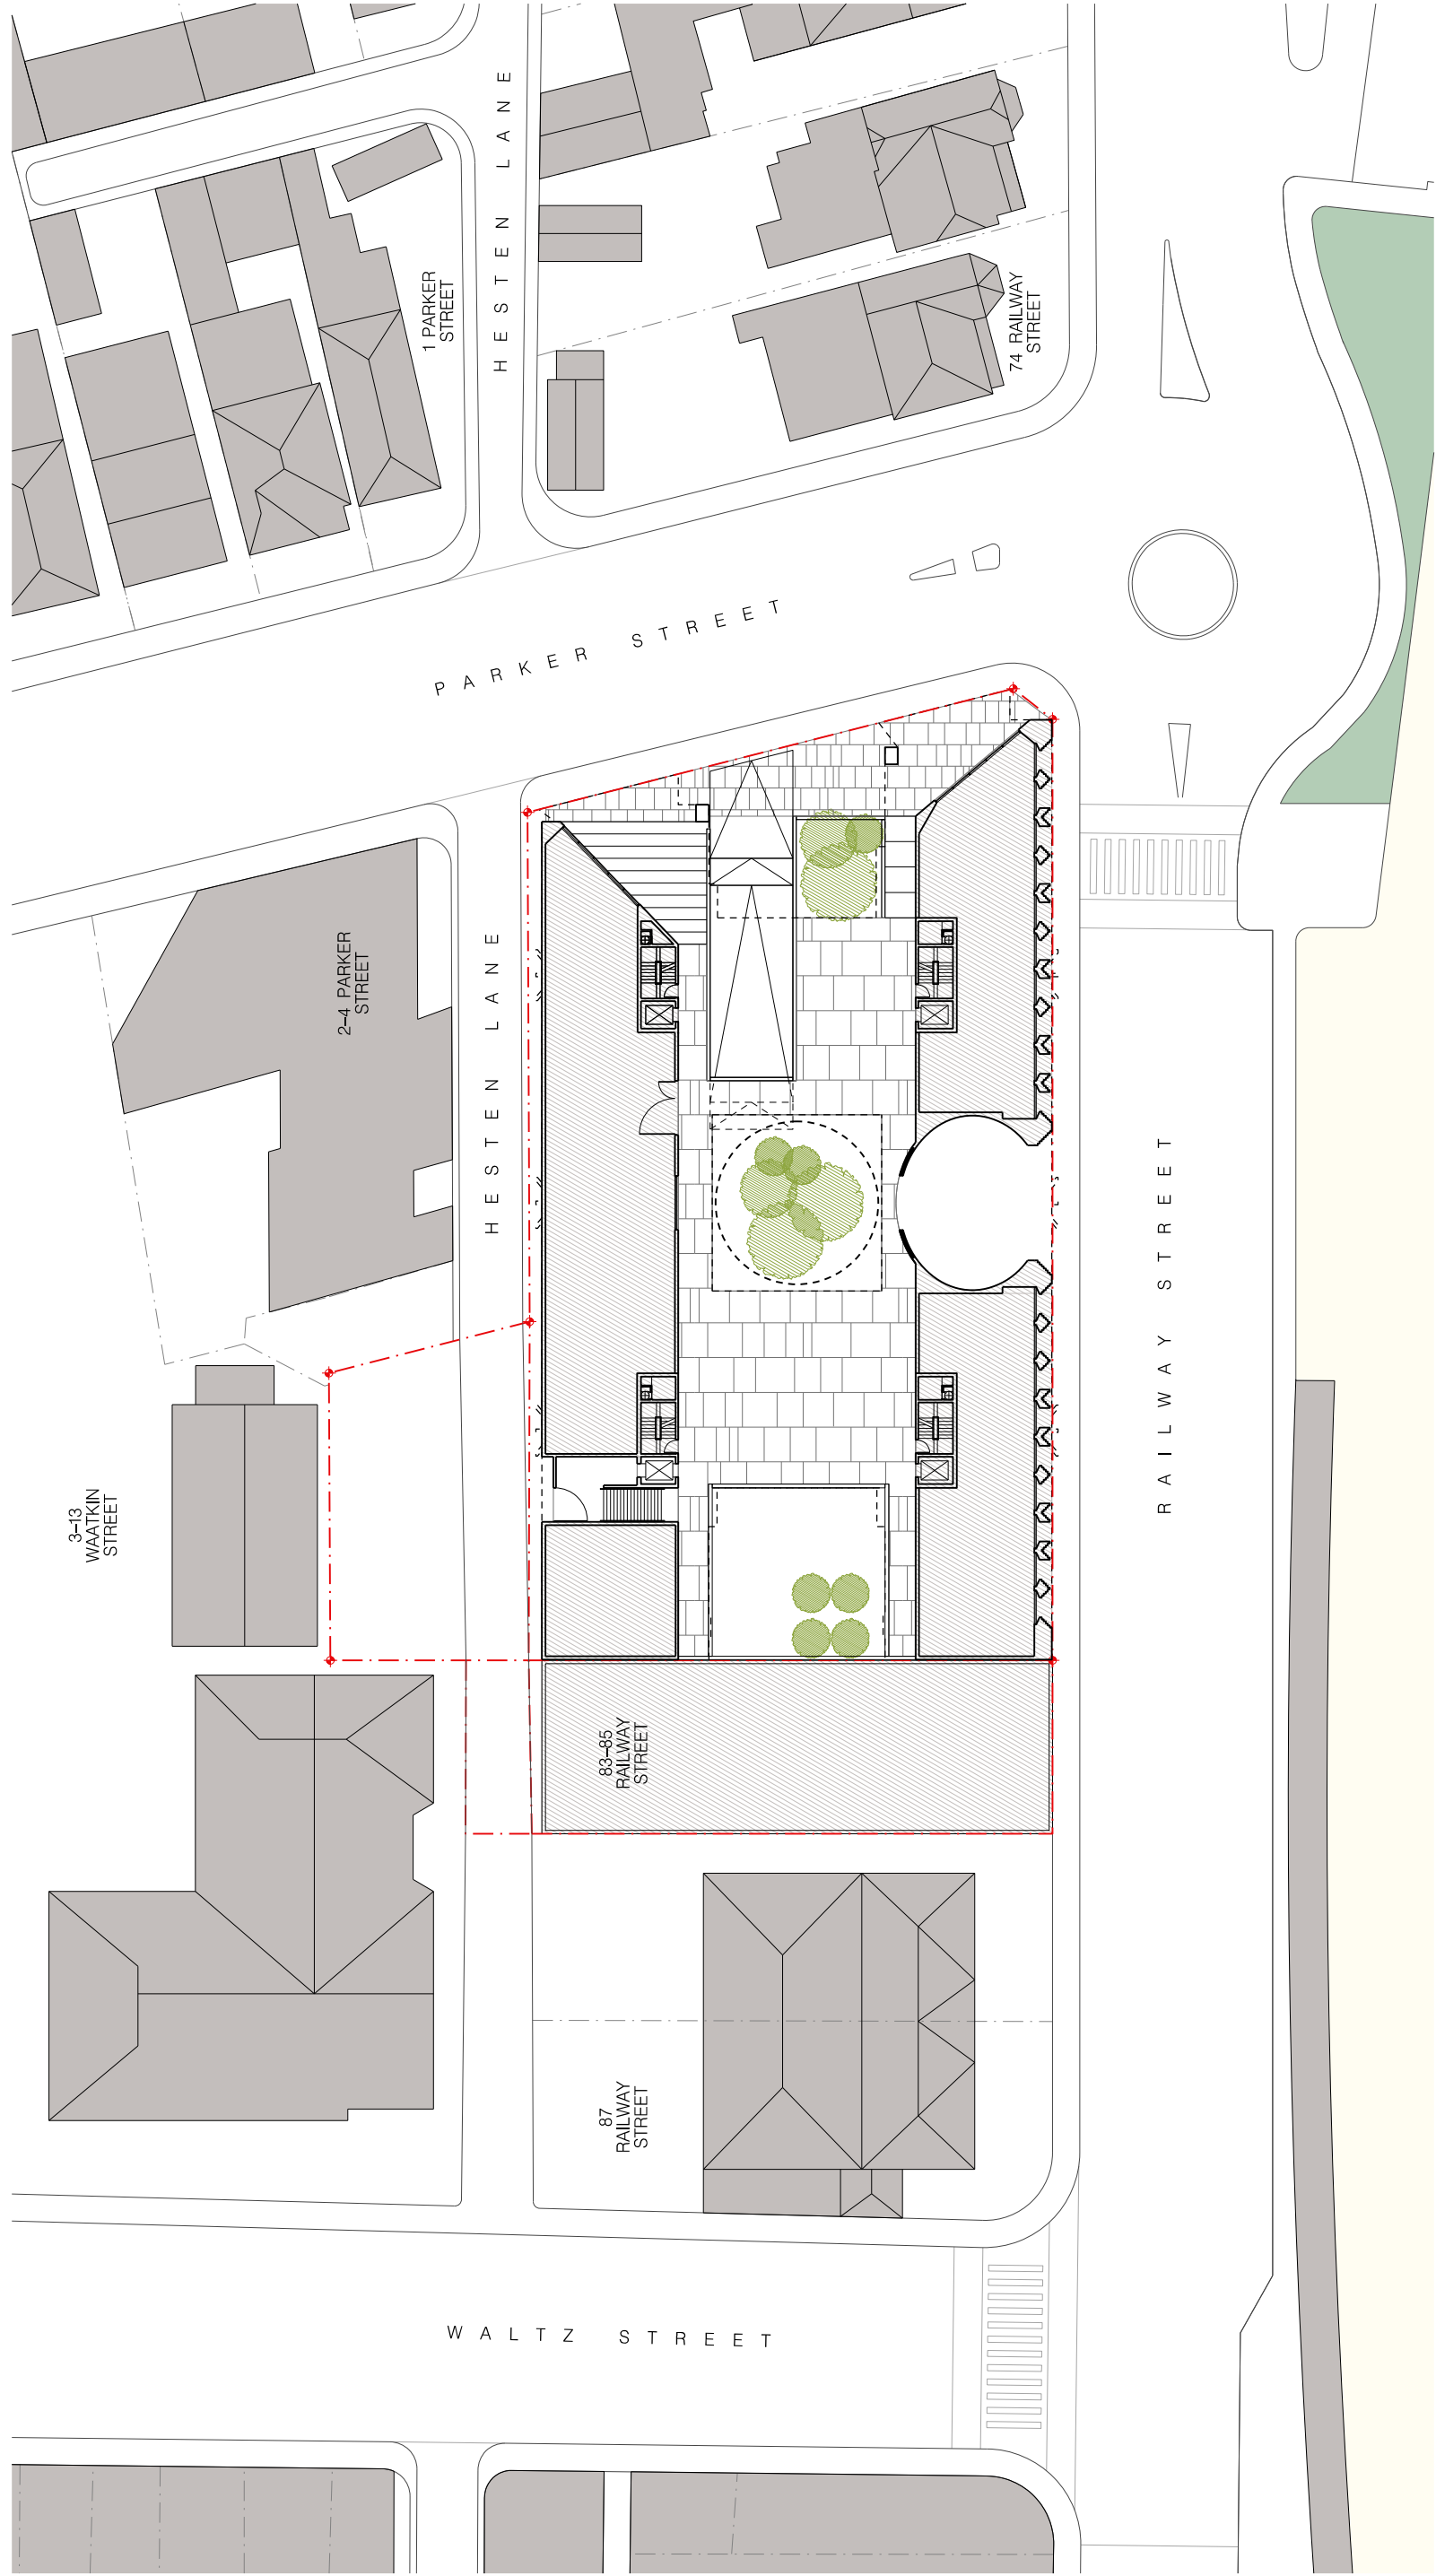 HESTEN LANE
1 PARKER
STREET
74 RAILWAY
STREET
PARKER STREET
2–4 PARKER
STREET
HESTEN LANE
RAILWAY STREET
3–13
WAATKIN
STREET
83–85
RAILWAY
STREET
87
RAILWAY
STREET
WALTZ STREET